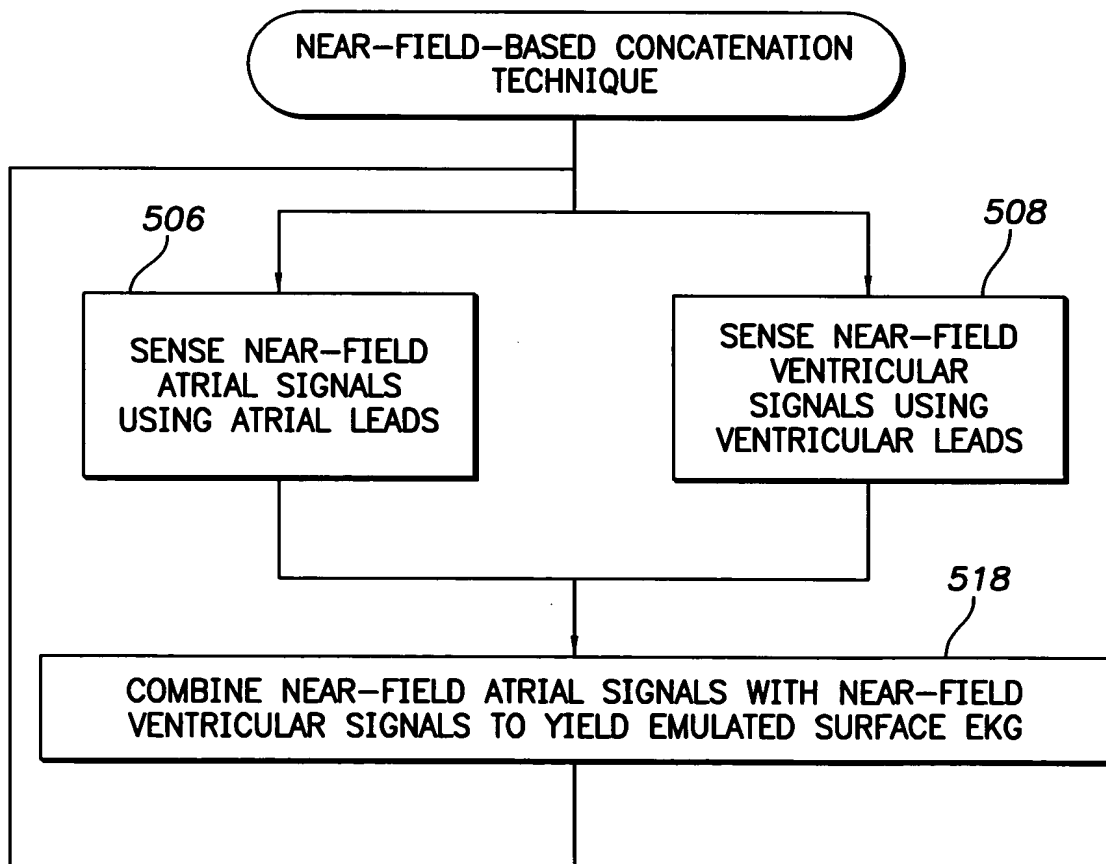 NEAR-FIELD-BASED CONCATENATION
TECHNIQUE
506
508
SENSE NEAR-FIELD
ATRIAL SIGNALS
USING ATRIAL LEADS
SENSE NEAR-FIELD
VENTRICULAR
SIGNALS USING
VENTRICULAR LEADS
518
COMBINE NEAR-FIELD ATRIAL SIGNALS WITH NEAR-FIELD
VENTRICULAR SIGNALS TO YIELD EMULATED SURFACE EKG